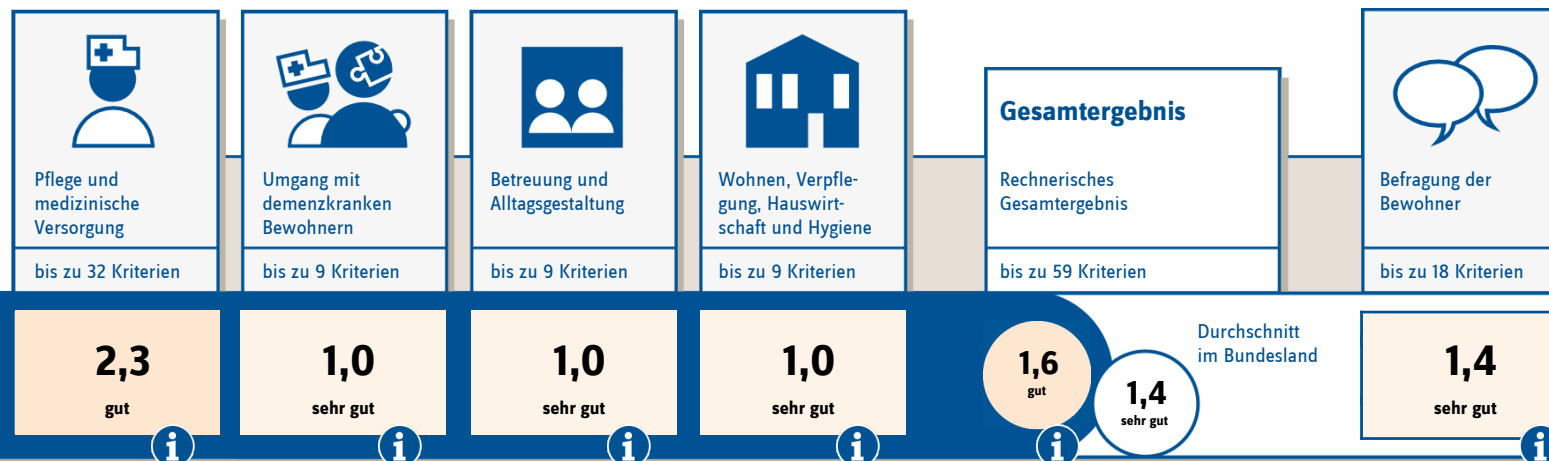 Pflege und
medizinische
Versorgung
bis zu 32 Kriterien
2,3
gut
i
Umgang mit
demenzkranken
Bewohnern
bis zu 9 Kriterien
1,0
sehr gut
i
Betreuung und
Alltagsgestaltung
bis zu 9 Kriterien
1,0
sehr gut
i
Wohnen, Verpfle-
gung, Hauswirt-
schaft und Hygiene
bis zu 9 Kriterien
1,0
sehr gut
i
Gesamtergebnis
Rechnerisches
Gesamtergebnis
bis zu 59 Kriterien
1,6
gut
i
Durchschnitt
im Bundesland
1,4
sehr gut
Befragung der
Bewohner
bis zu 18 Kriterien
1,4
sehr gut
i